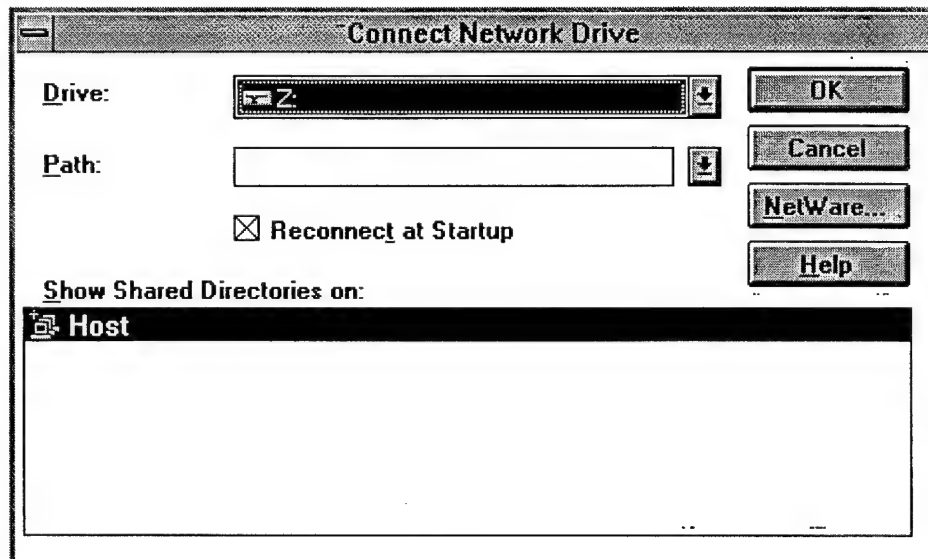 Connect Network Drive
Drive:
Z:
OK
Path:
Cancel
Reconnect at Startup
NetWare...
Help
Show Shared Directories on:
Host